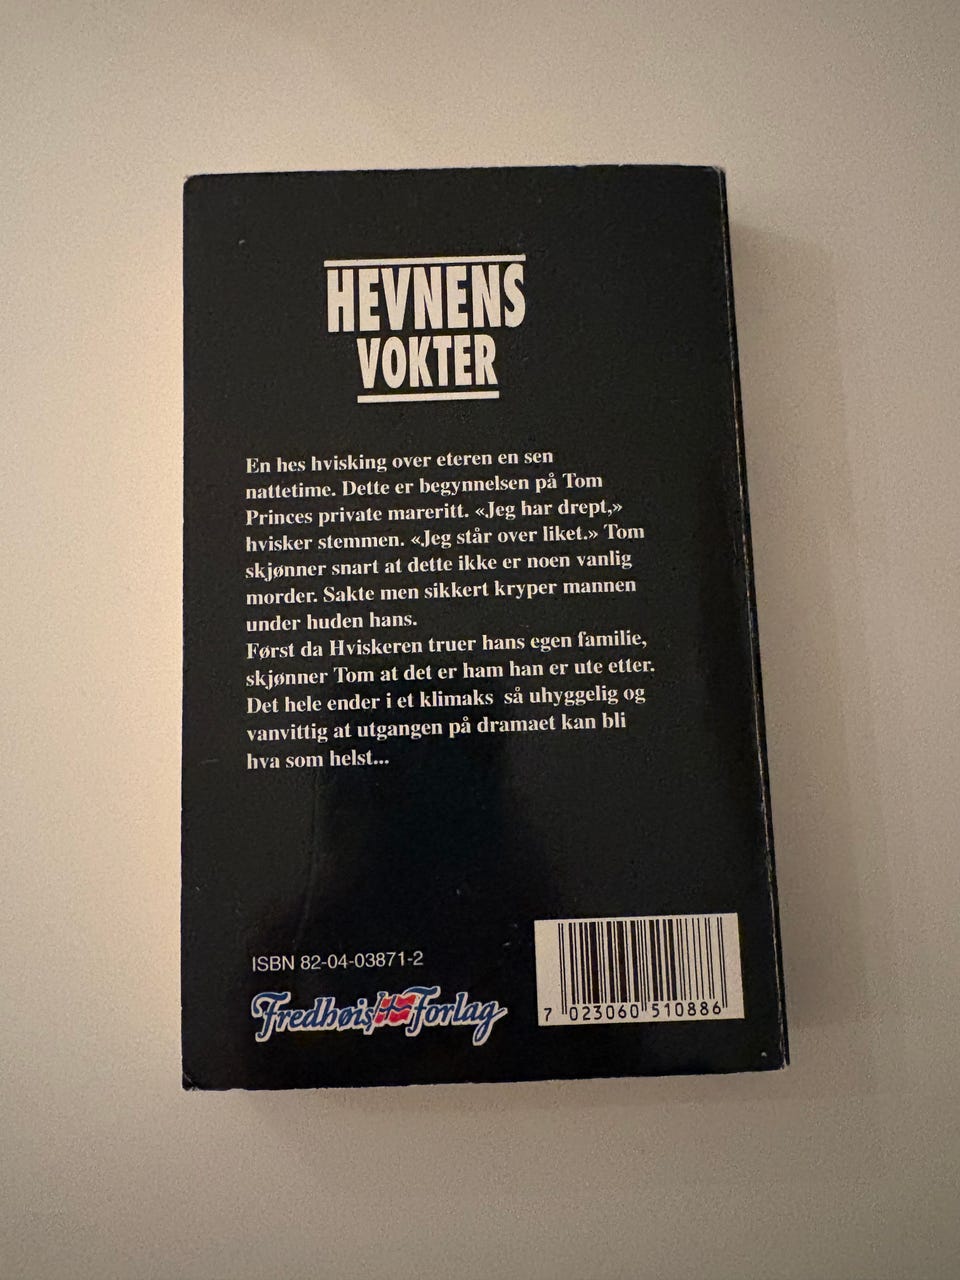 HEVNENS
VOKTER
En hes hvisking over eteren en sen
nattetime. Dette er begynnelsen på Tom
Princes private mareritt. «Jeg har drept,»
hvisker stemmen. «Jeg står over liket.» Tom
skjønner snart at dette ikke er noen vanlig
morder. Sakte men sikkert kryper mannen
under huden hans.
Først da Hviskeren truer hans egen familie,
skjønner Tom at det er ham han er ute etter.
Det hele ender i et klimaks så uhyggelig og
vanvittig at utgangen på dramaet kan bli
hva som helst...
ISBN 82-04-03871-2
Fredhøis Forlag
7 023060 510886